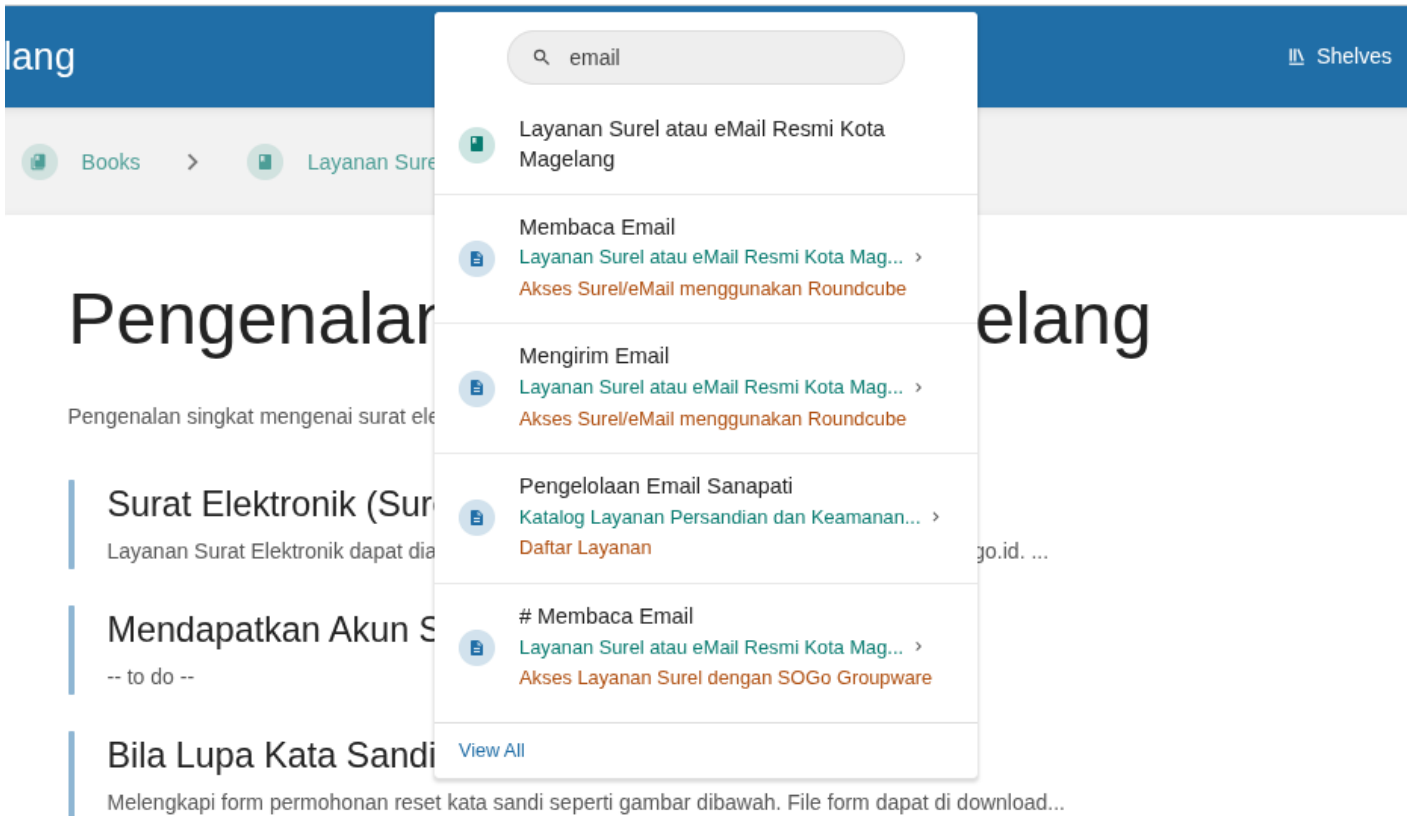 lang
email
Shelves
Books
Layanan Sure
Layanan Surel atau eMail Resmi Kota
Magelang
Membaca Email
Layanan Surel atau eMail Resmi Kota Mag...
Akses Surel/eMail menggunakan Roundcube
Mengirim Email
Layanan Surel atau eMail Resmi Kota Mag...
Akses Surel/eMail menggunakan Roundcube
Pengelolaan Email Sanapati
Katalog Layanan Persandian dan Keamanan...
Daftar Layanan
# Membaca Email
Layanan Surel atau eMail Resmi Kota Mag...
Akses Layanan Surel dengan SOGo Groupware
View All
Pengenalan elang
Pengenalan singkat mengenai surat ele
Surat Elektronik (Sure
Layanan Surat Elektronik dapat dia go.id. ...
Mendapatkan Akun S
-- to do --
Bila Lupa Kata Sandi
Melengkapi form permohonan reset kata sandi seperti gambar dibawah. File form dapat di download...